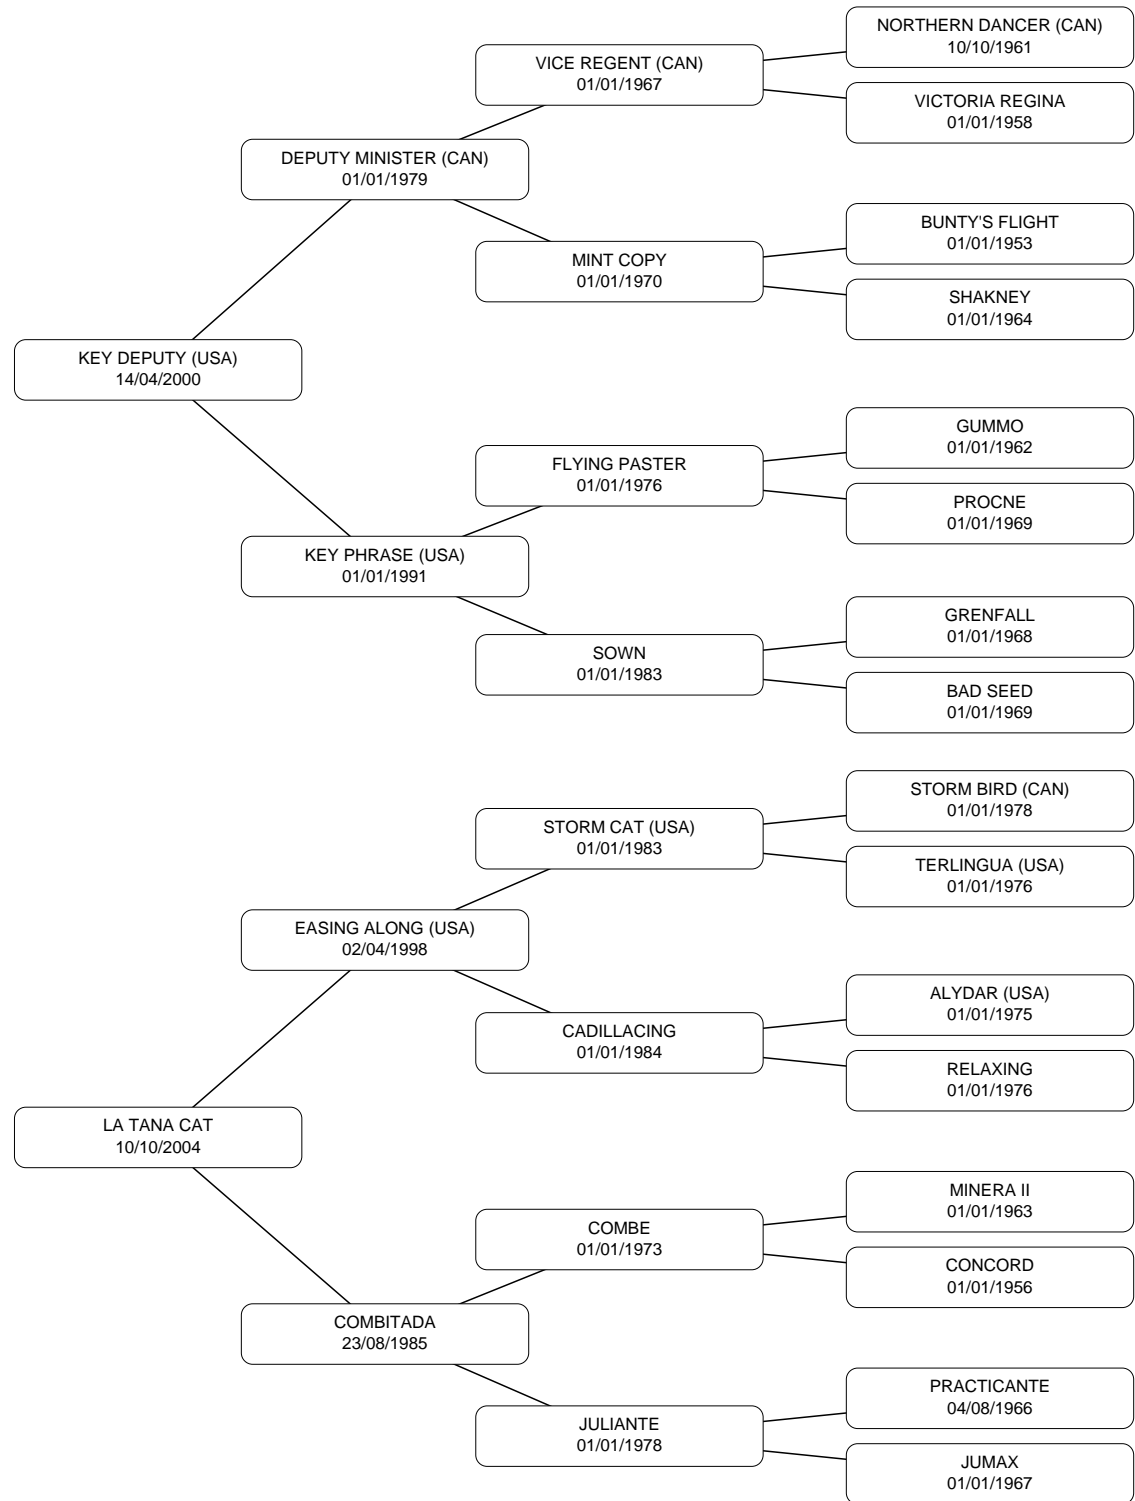 NORTHERN DANCER (CAN)
10/10/1961
VICE REGENT (CAN)
01/01/1967
VICTORIA REGINA
01/01/1958
DEPUTY MINISTER (CAN)
01/01/1979
BUNTY'S FLIGHT
01/01/1953
MINT COPY
01/01/1970
SHAKNEY
01/01/1964
KEY DEPUTY (USA)
14/04/2000
GUMMO
01/01/1962
FLYING PASTER
01/01/1976
PROCNE
01/01/1969
KEY PHRASE (USA)
01/01/1991
GRENFALL
01/01/1968
SOWN
01/01/1983
BAD SEED
01/01/1969
STORM BIRD (CAN)
01/01/1978
STORM CAT (USA)
01/01/1983
TERLINGUA (USA)
01/01/1976
EASING ALONG (USA)
02/04/1998
ALYDAR (USA)
01/01/1975
CADILLACING
01/01/1984
RELAXING
01/01/1976
LA TANA CAT
10/10/2004
MINERA II
01/01/1963
COMBE
01/01/1973
CONCORD
01/01/1956
COMBITADA
23/08/1985
PRACTICANTE
04/08/1966
JULIANTE
01/01/1978
JUMAX
01/01/1967